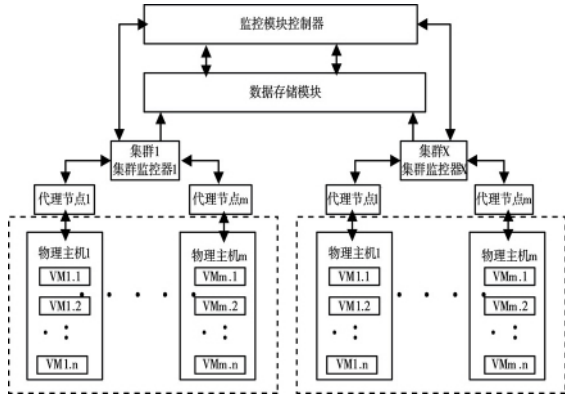 监控模块控制器
数据存储模块
集群1
集群监控器1
集群X
集群监控器X
代理节点1
代理节点m
代理节点1
代理节点m
物理主机1
物理主机m
物理主机1
物理主机m
VM1.1
VMm.1
VM1.1
VMm.1
VM1.2
VMm.2
VM1.2
VMm.2
VM1.n
VMm.n
VM1.n
VMm.n